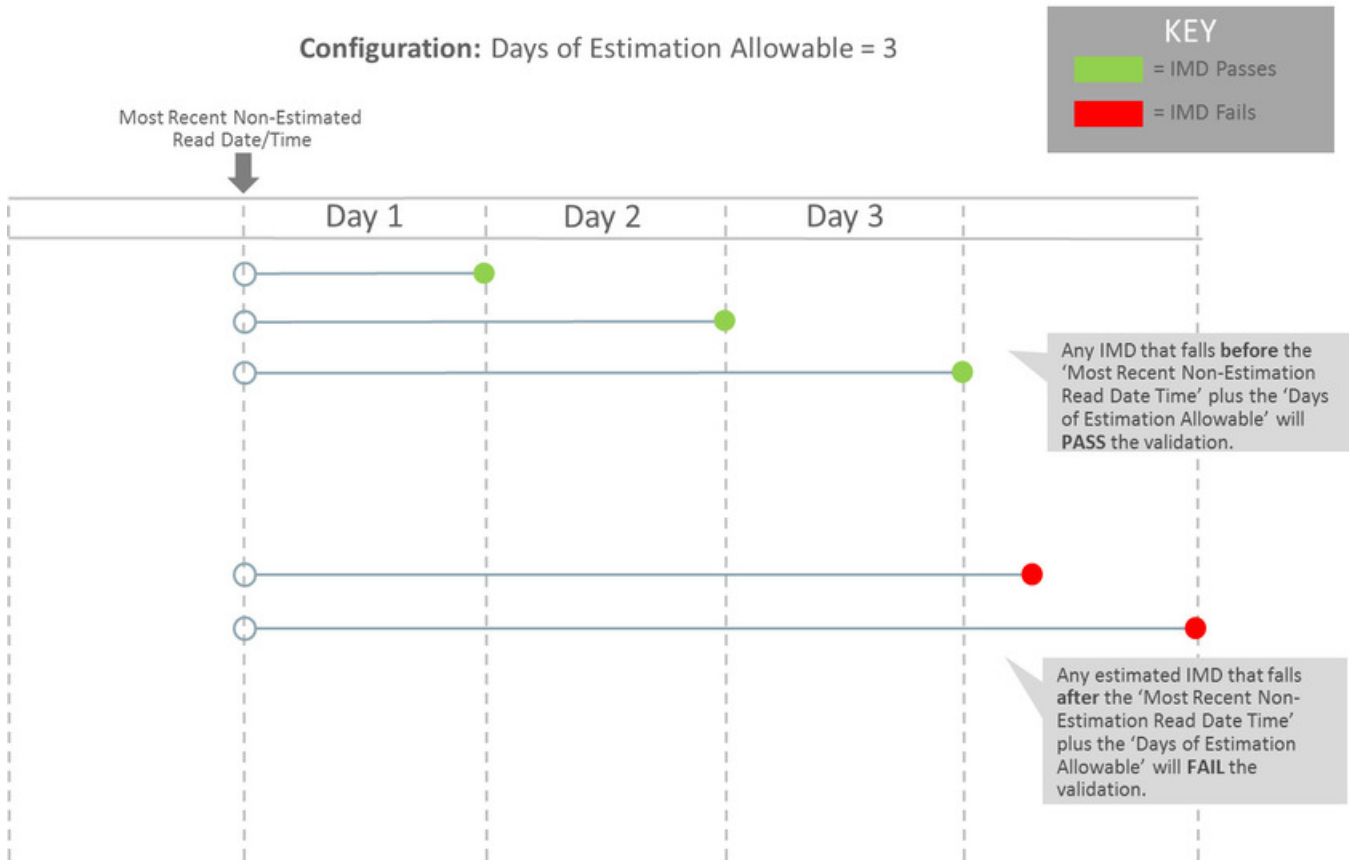 Configuration: Days of Estimation Allowable = 3
KEY
= IMD Passes
= IMD Fails
Most Recent Non-Estimated
Read Date/Time
Day 1
Day 2
Day 3
Any IMD that falls before the
‘Most Recent Non-Estimation
Read Date Time’ plus the ‘Days
of Estimation Allowable’ will
PASS the validation.
Any estimated IMD that falls
after the ‘Most Recent Non-
Estimation Read Date Time’
plus the ‘Days of Estimation
Allowable’ will FAIL the
validation.